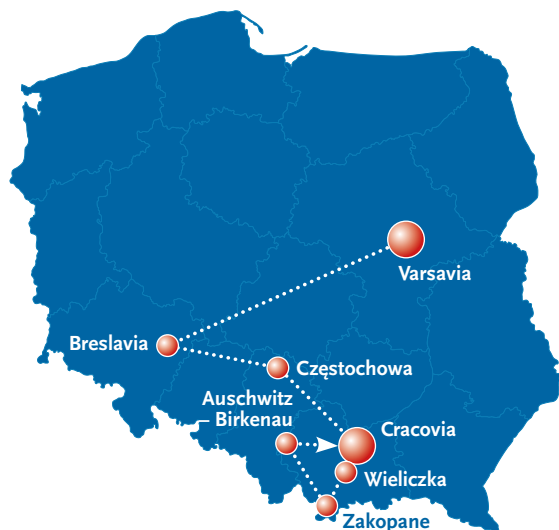 Varsavia
Breslavia
Częstochowa
Auschwitz
– Birkenau
Cracovia
Wieliczka
Zakopane